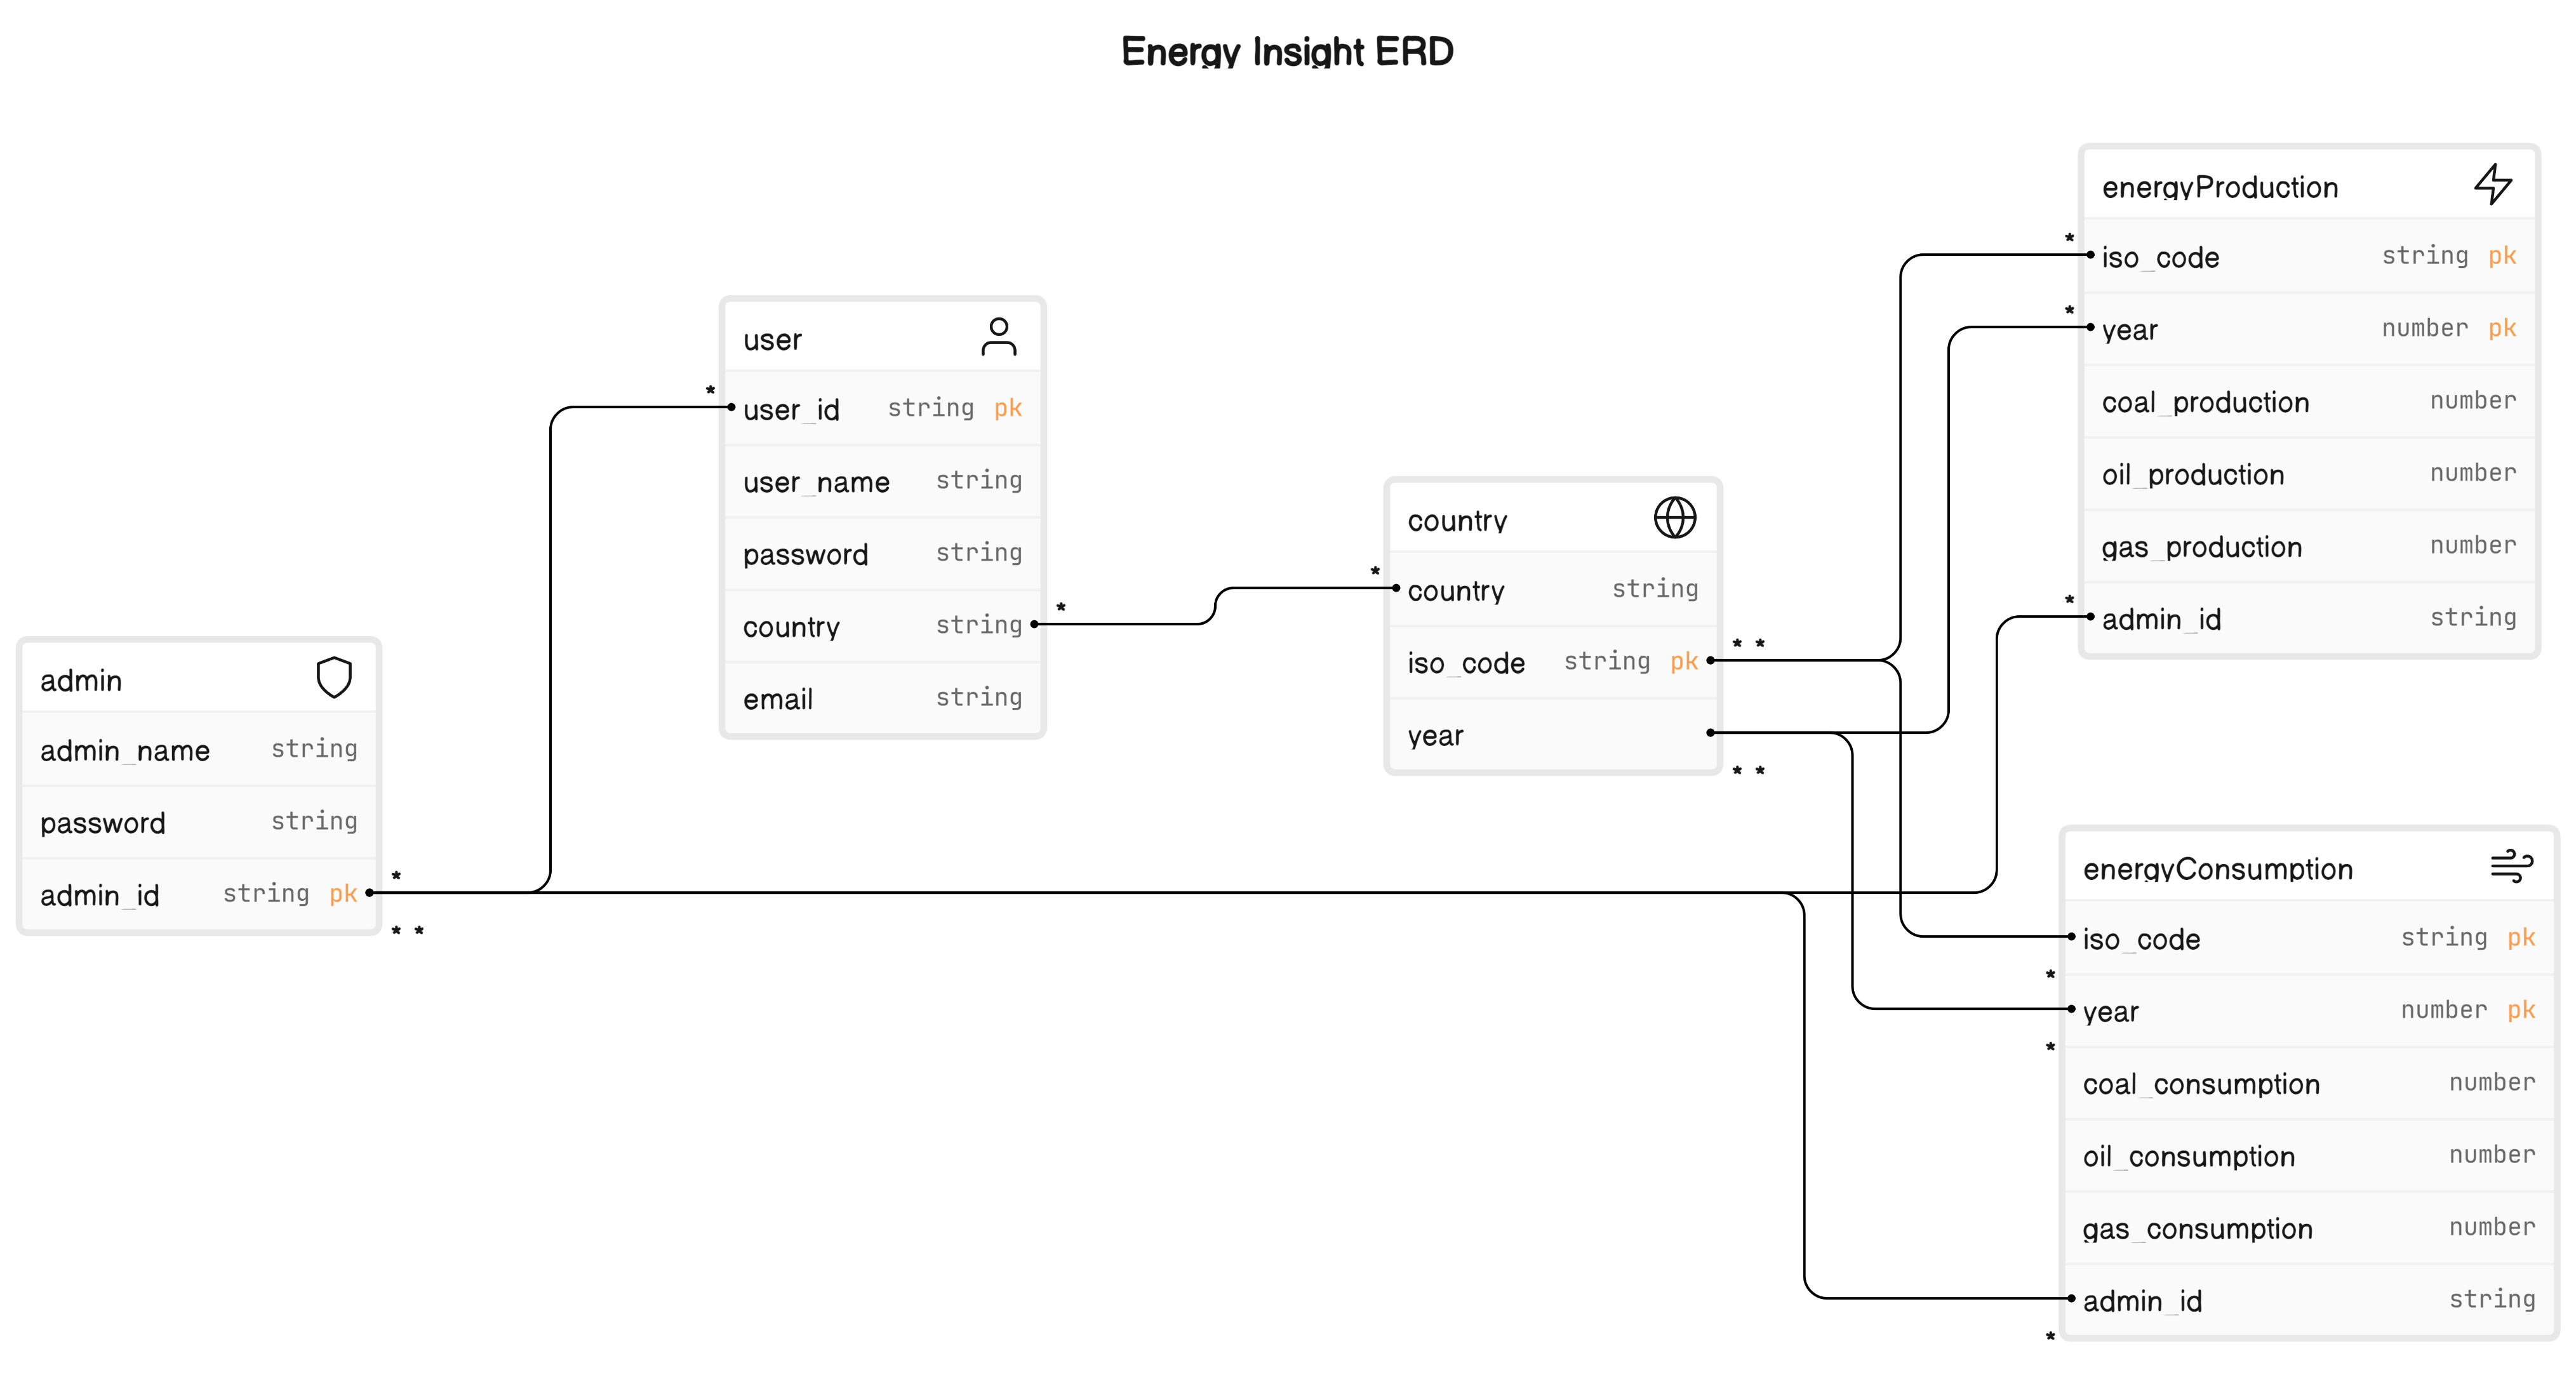 Energy Insight ERD
admin
admin_name string
password string
admin_id string pk
*
* *
user
* user_id string pk
user_name string
password string
country string *
email string
country
* country string
iso_code string pk
* *
year
* *
energyProduction
* iso_code string pk
* year number pk
coal_production number
oil_production number
gas_production number
* admin_id string
energyConsumption
iso_code string pk
*
year number pk
*
coal_consumption number
oil_consumption number
gas_consumption number
admin_id string
*